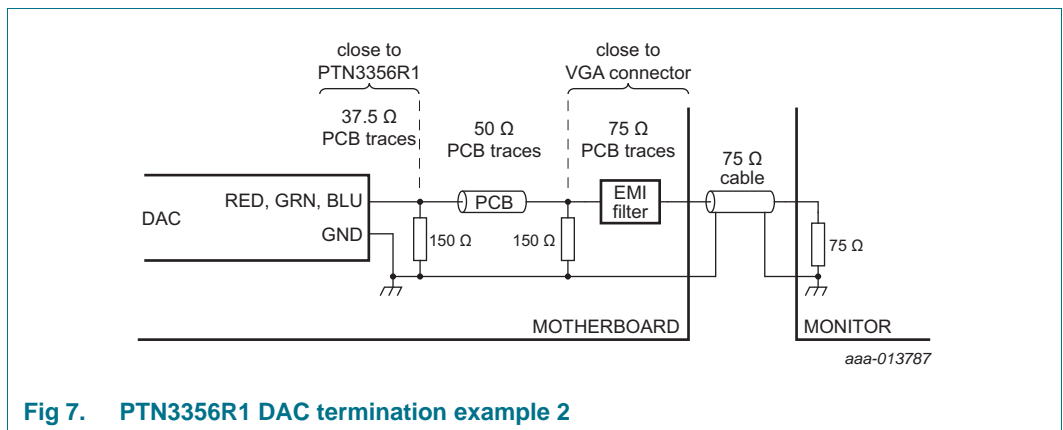 close to
PTN3356R1
close to
VGA connector
37.5 Ω
PCB traces
50 Ω
PCB traces
75 Ω
PCB traces
75 Ω
cable
DAC
RED, GRN, BLU
GND
PCB
EMI
filter
150 Ω
150 Ω
75 Ω
MOTHERBOARD
MONITOR
aaa-013787
Fig 7. PTN3356R1 DAC termination example 2